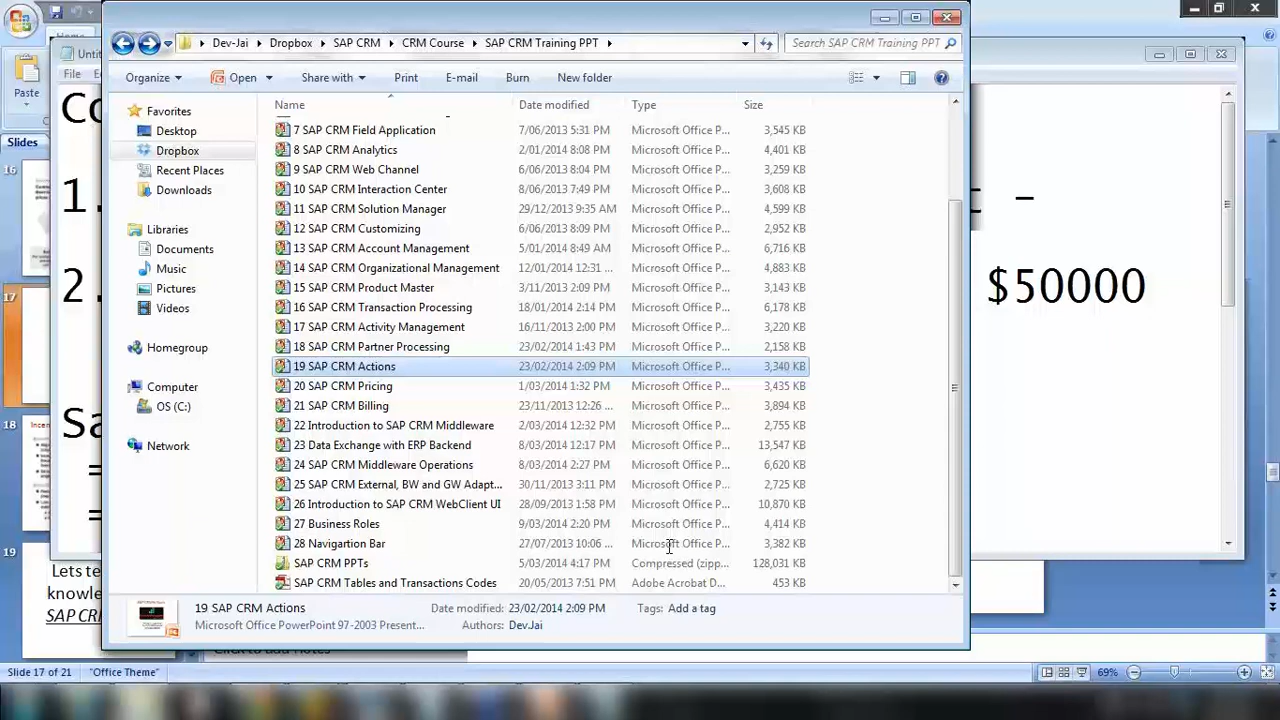 Dev-Jai Dropbox SAP CRM CRM Course SAP CRM Training PPT
Search SAP CRM Training PPT
Organize Open Share with Print E-mail Burn New folder
Favorites
Desktop
Dropbox
Recent Places
Downloads
Libraries
Documents
Music
Pictures
Videos
Homegroup
Computer
OS (C:)
Network
Name Date modified Type Size
7 SAP CRM Field Application 7/06/2013 5:31 PM Microsoft Office P... 3,545 KB
8 SAP CRM Analytics 2/01/2014 8:08 PM Microsoft Office P... 4,401 KB
9 SAP CRM Web Channel 6/06/2013 8:04 PM Microsoft Office P... 3,259 KB
10 SAP CRM Interaction Center 8/06/2013 7:49 PM Microsoft Office P... 3,608 KB
11 SAP CRM Solution Manager 29/12/2013 9:35 AM Microsoft Office P... 4,599 KB
12 SAP CRM Customizing 6/06/2013 8:09 PM Microsoft Office P... 2,952 KB
13 SAP CRM Account Management 5/01/2014 8:49 AM Microsoft Office P... 6,716 KB
14 SAP CRM Organizational Management 12/01/2014 12:31 ... Microsoft Office P... 4,883 KB
15 SAP CRM Product Master 3/11/2013 2:09 PM Microsoft Office P... 3,143 KB
16 SAP CRM Transaction Processing 18/01/2014 2:14 PM Microsoft Office P... 6,178 KB
17 SAP CRM Activity Management 16/11/2013 2:00 PM Microsoft Office P... 3,220 KB
18 SAP CRM Partner Processing 23/02/2014 1:43 PM Microsoft Office P... 2,158 KB
19 SAP CRM Actions 23/02/2014 2:09 PM Microsoft Office P... 3,340 KB
20 SAP CRM Pricing 1/03/2014 1:32 PM Microsoft Office P... 3,435 KB
21 SAP CRM Billing 23/11/2013 12:26 ... Microsoft Office P... 3,894 KB
22 Introduction to SAP CRM Middleware 2/03/2014 12:32 PM Microsoft Office P... 2,755 KB
23 Data Exchange with ERP Backend 8/03/2014 12:17 PM Microsoft Office P... 13,547 KB
24 SAP CRM Middleware Operations 8/03/2014 2:27 PM Microsoft Office P... 6,620 KB
25 SAP CRM External, BW and GW Adapt... 30/11/2013 3:11 PM Microsoft Office P... 2,725 KB
26 Introduction to SAP CRM WebClient UI 28/09/2013 1:58 PM Microsoft Office P... 10,870 KB
27 Business Roles 9/03/2014 2:20 PM Microsoft Office P... 4,414 KB
28 Navigartion Bar 27/07/2013 10:06 ... Microsoft Office P... 3,382 KB
SAP CRM PPTs 5/03/2014 4:17 PM Compressed (zipp... 128,031 KB
SAP CRM Tables and Transactions Codes 20/05/2013 7:51 PM Adobe Acrobat D... 453 KB
19 SAP CRM Actions Date modified: 23/02/2014 2:09 PM Tags: Add a tag
Microsoft Office PowerPoint 97-2003 Present... Authors: Dev.Jai
Paste
Slides
16
17
18
19
Lets te
knowle
SAP CR
Unti
File
Co
1.
2. $50000
Sa
Slide 17 of 21 "Office Theme" 69%